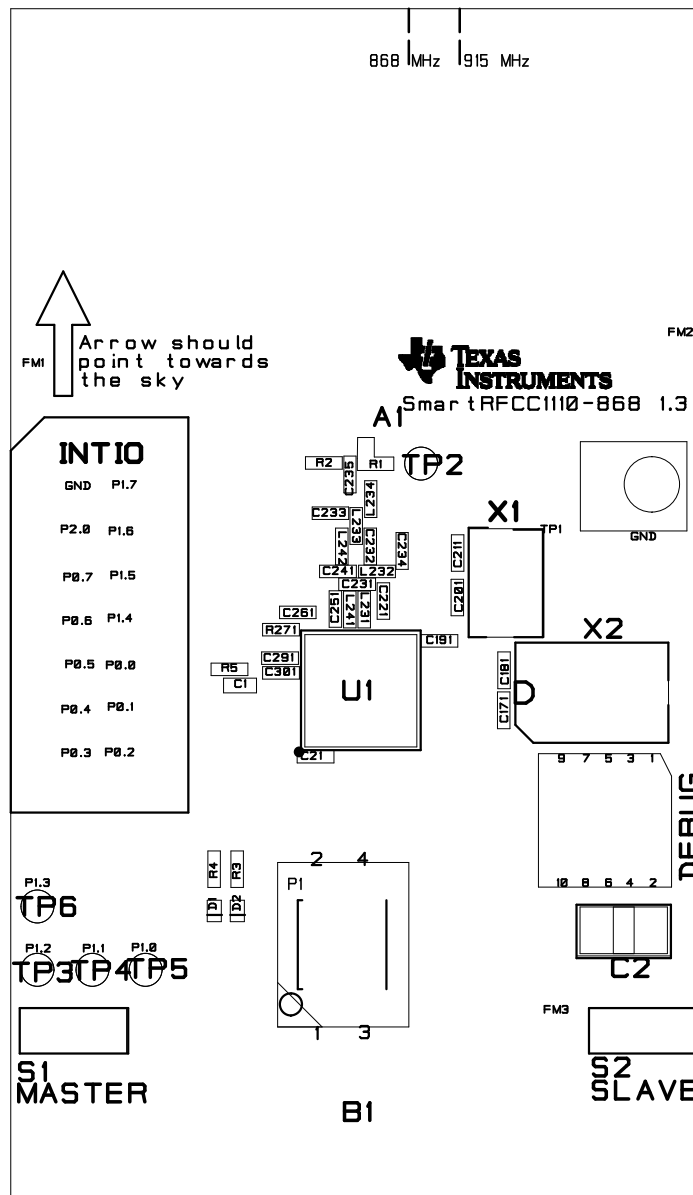 868 MHz 915 MHz
FM2
Arrow should
point towards
the sky
FM1
TEXAS
INSTRUMENTS
SmartRFCC1110-868 1.3
A1
INT IO
GND P1.7
P2.0 P1.6
P0.7 P1.5
P0.6 P1.4
P0.5 P0.0
P0.4 P0.1
P0.3 P0.2
R2
C235
R1
TP2
L234
C233
L233
X1
TP1
GND
L242
C232
C234
C211
C241
L232
C231
C251
L241
L231
C221
C201
C261
R271
C191
X2
C291
C301
R5
C1
U1
C181
C171
C21
9 7 5 3 1
DEBUG
10 8 6 4 2
R4
R3
D1
D2
2 4
P1
1 3
P1.3
TP6
P1.2 P1.1 P1.0
TP3 TP4 TP5
C2
FM3
S1
MASTER
S2
SLAVE
B1